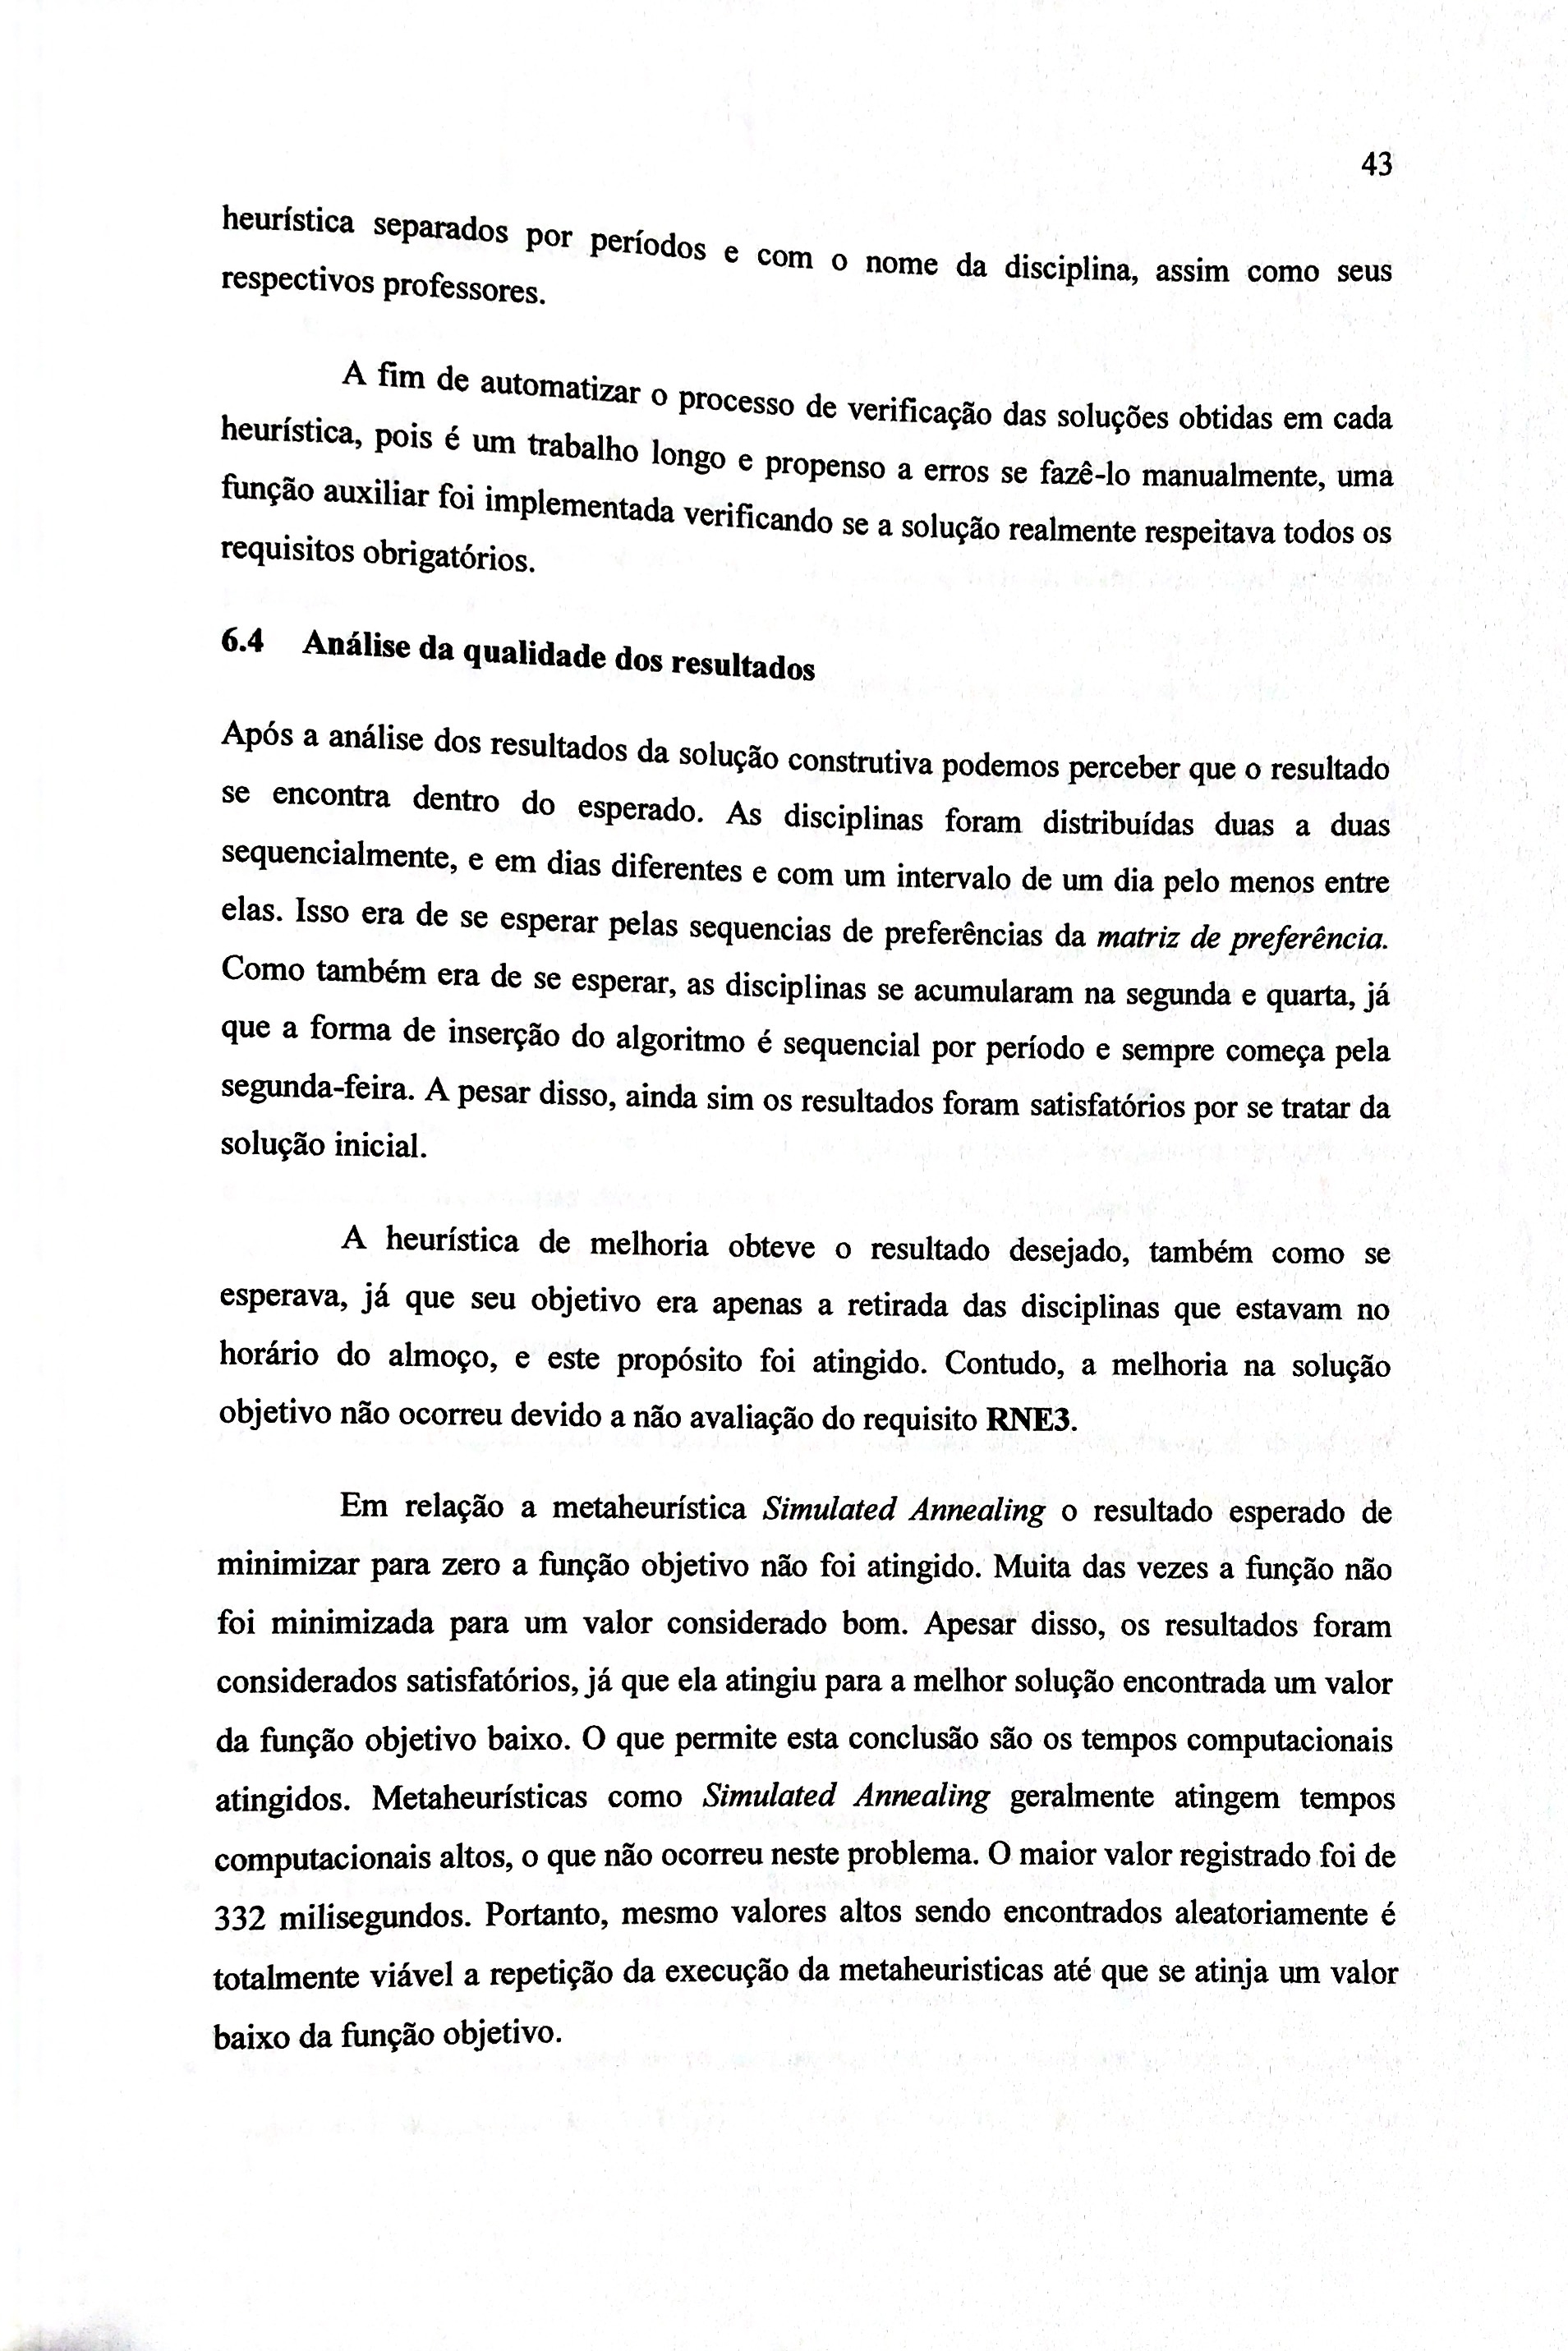 43
heurística separados por períodos e com o nome da disciplina, assim como seus
respectivos professores.
A fim de automatizar o processo de verificação das soluções obtidas em cada
heurística, pois é um trabalho longo e propenso a erros se fazê-lo manualmente, uma
função auxiliar foi implementada verificando se a solução realmente respeitava todos os
requisitos obrigatórios.
6.4 Análise da qualidade dos resultados
Após a análise dos resultados da solução construtiva podemos perceber que o resultado
se encontra dentro do esperado. As disciplinas foram distribuídas duas a duas
sequencialmente, e em dias diferentes e com um intervalo de um dia pelo menos entre
elas. Isso era de se esperar pelas sequencias de preferências da matriz de preferência.
Como também era de se esperar, as disciplinas se acumularam na segunda e quarta, já
que a forma de inserção do algoritmo é sequencial por período e sempre começa pela
segunda-feira. A pesar disso, ainda sim os resultados foram satisfatórios por se tratar da
solução inicial.
A heurística de melhoria obteve o resultado desejado, também como se
esperava, já que seu objetivo era apenas a retirada das disciplinas que estavam no
horário do almoço, e este propósito foi atingido. Contudo, a melhoria na solução
objetivo não ocorreu devido a não avaliação do requisito RNE3.
Em relação a metaheurística Simulated Annealing o resultado esperado de
minimizar para zero a função objetivo não foi atingido. Muita das vezes a função não
foi minimizada para um valor considerado bom. Apesar disso, os resultados foram
considerados satisfatórios, já que ela atingiu para a melhor solução encontrada um valor
da função objetivo baixo. O que permite esta conclusão são os tempos computacionais
atingidos. Metaheurísticas como Simulated Annealing geralmente atingem tempos
computacionais altos, o que não ocorreu neste problema. O maior valor registrado foi de
332 milisegundos. Portanto, mesmo valores altos sendo encontrados aleatoriamente é
totalmente viável a repetição da execução da metaheuristicas até que se atinja um valor
baixo da função objetivo.